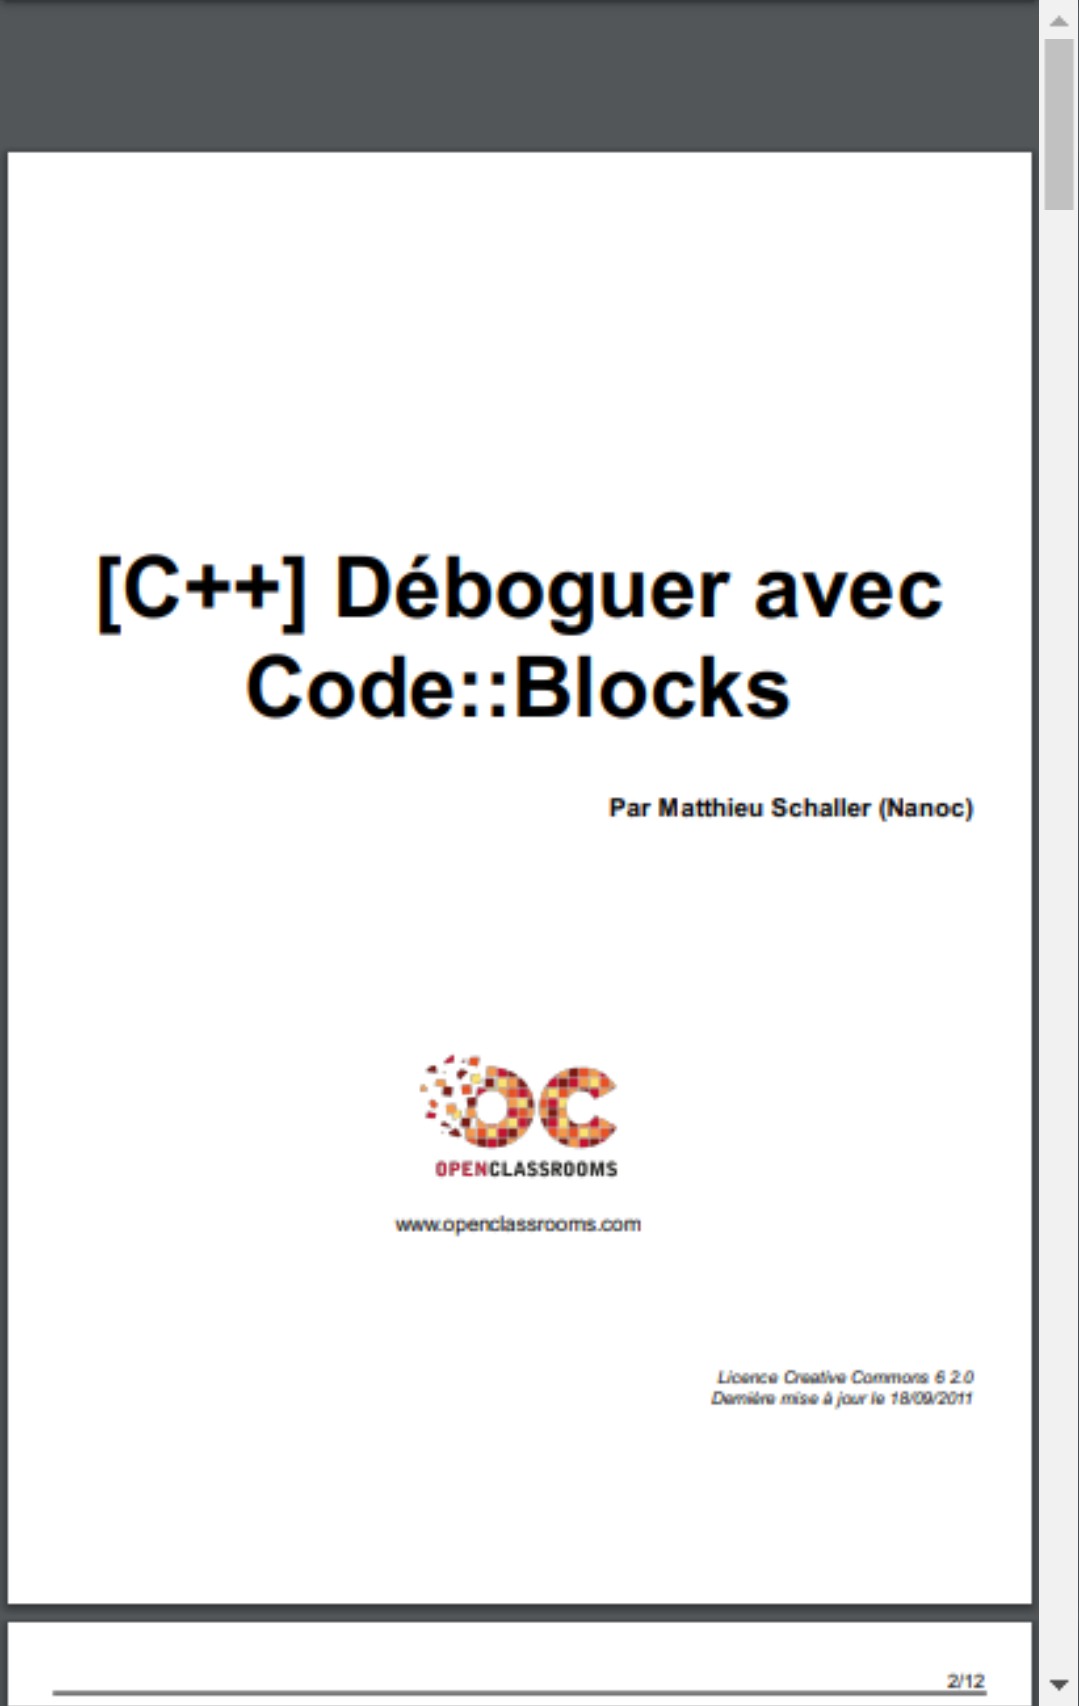 [C++] Déboguer avec
Code::Blocks
Par Matthieu Schaller (Nanoc)
OC
OPENCLASSROOMS
www.openclassrooms.com
Licence Creative Commons 6 2.0
Dernière mise à jour le 18/09/2011
2/12